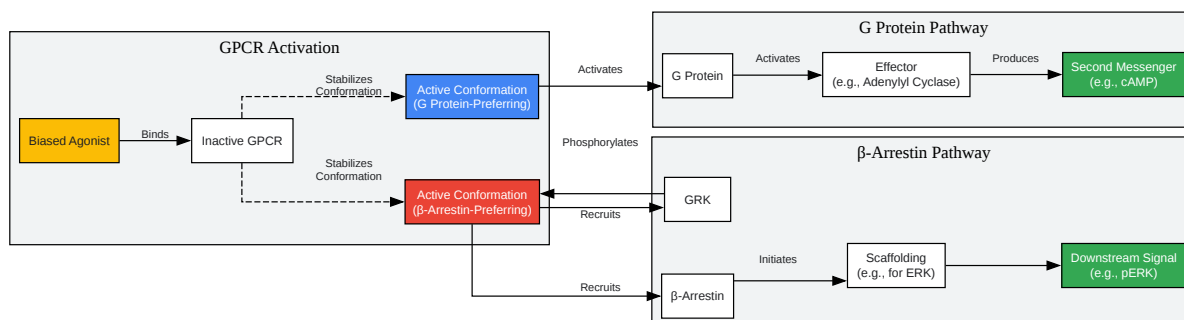 GPCR Activation
Biased Agonist
Binds
Inactive GPCR
Stabilizes
Conformation
Active Conformation
(G Protein-Preferring)
Stabilizes
Conformation
Active Conformation
(β-Arrestin-Preferring)
Activates
Phosphorylates
Recruits
Recruits
G Protein Pathway
G Protein
Activates
Effector
(e.g., Adenylyl Cyclase)
Produces
Second Messenger
(e.g., cAMP)
β-Arrestin Pathway
GRK
β-Arrestin
Initiates
Scaffolding
(e.g., for ERK)
Downstream Signal
(e.g., pERK)